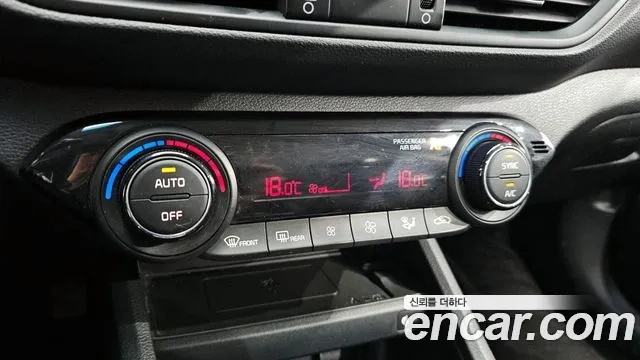 PASSENGER
AIR BAG
AUTO
OFF
18.0°C
18.0°C
SYNC
A/C
FRONT
REAR
신뢰를 더하다
encar.com